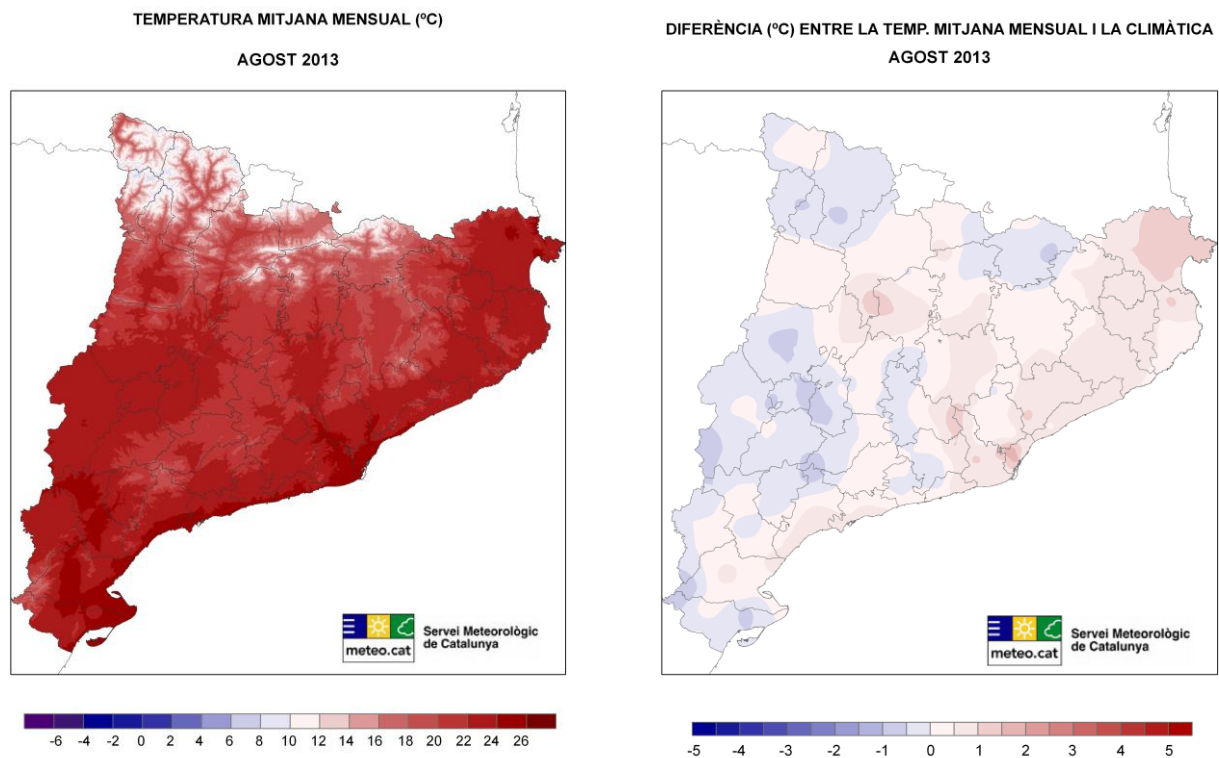 TEMPERATURA MITJANA MENSUAL (ºC)
AGOST 2013
Servei Meteorològic
de Catalunya
meteo.cat
-6 -4 -2 0 2 4 6 8 10 12 14 16 18 20 22 24 26
DIFERÈNCIA (ºC) ENTRE LA TEMP. MITJANA MENSUAL I LA CLIMÀTICA
AGOST 2013
Servei Meteorològic
de Catalunya
meteo.cat
-5 -4 -3 -2 -1 0 1 2 3 4 5